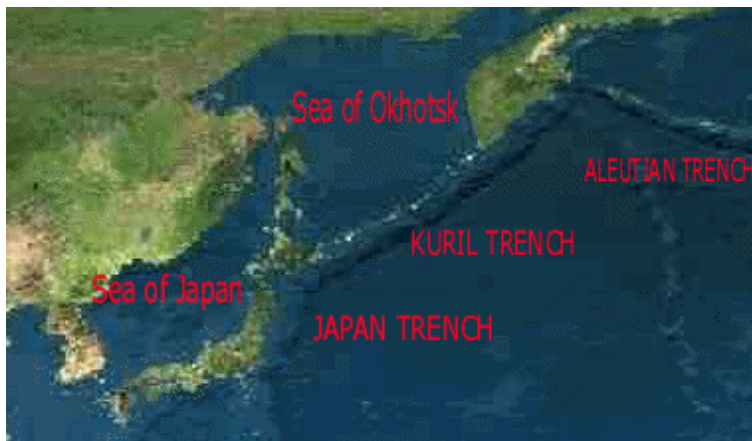 Sea of Okhotsk
ALEUTIAN TRENCH
KURIL TRENCH
Sea of Japan
JAPAN TRENCH